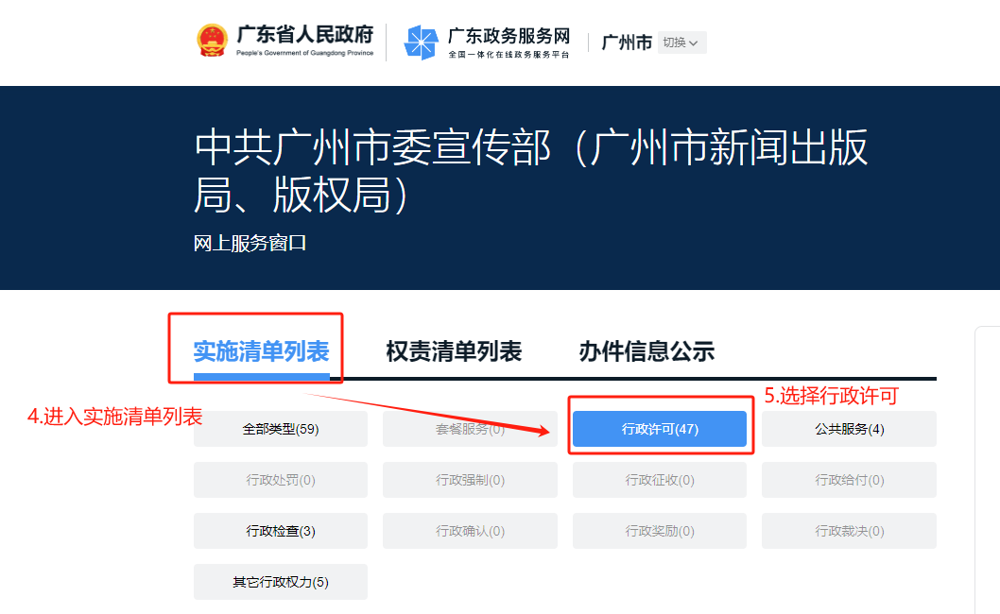 广东省人民政府
People's Government of Guangdong Province
广东政务服务网
全国一体化在线政务服务平台
广州市
切换
中共广州市委宣传部（广州市新闻出版
局、版权局）
网上服务窗口
实施清单列表
权责清单列表
办件信息公示
5.选择行政许可
4.进入实施清单列表
全部类型(59)
套餐服务(0)
行政许可(47)
公共服务(4)
行政处罚(0)
行政强制(0)
行政征收(0)
行政给付(0)
行政检查(3)
行政确认(0)
行政奖励(0)
行政裁决(0)
其它行政权力(5)